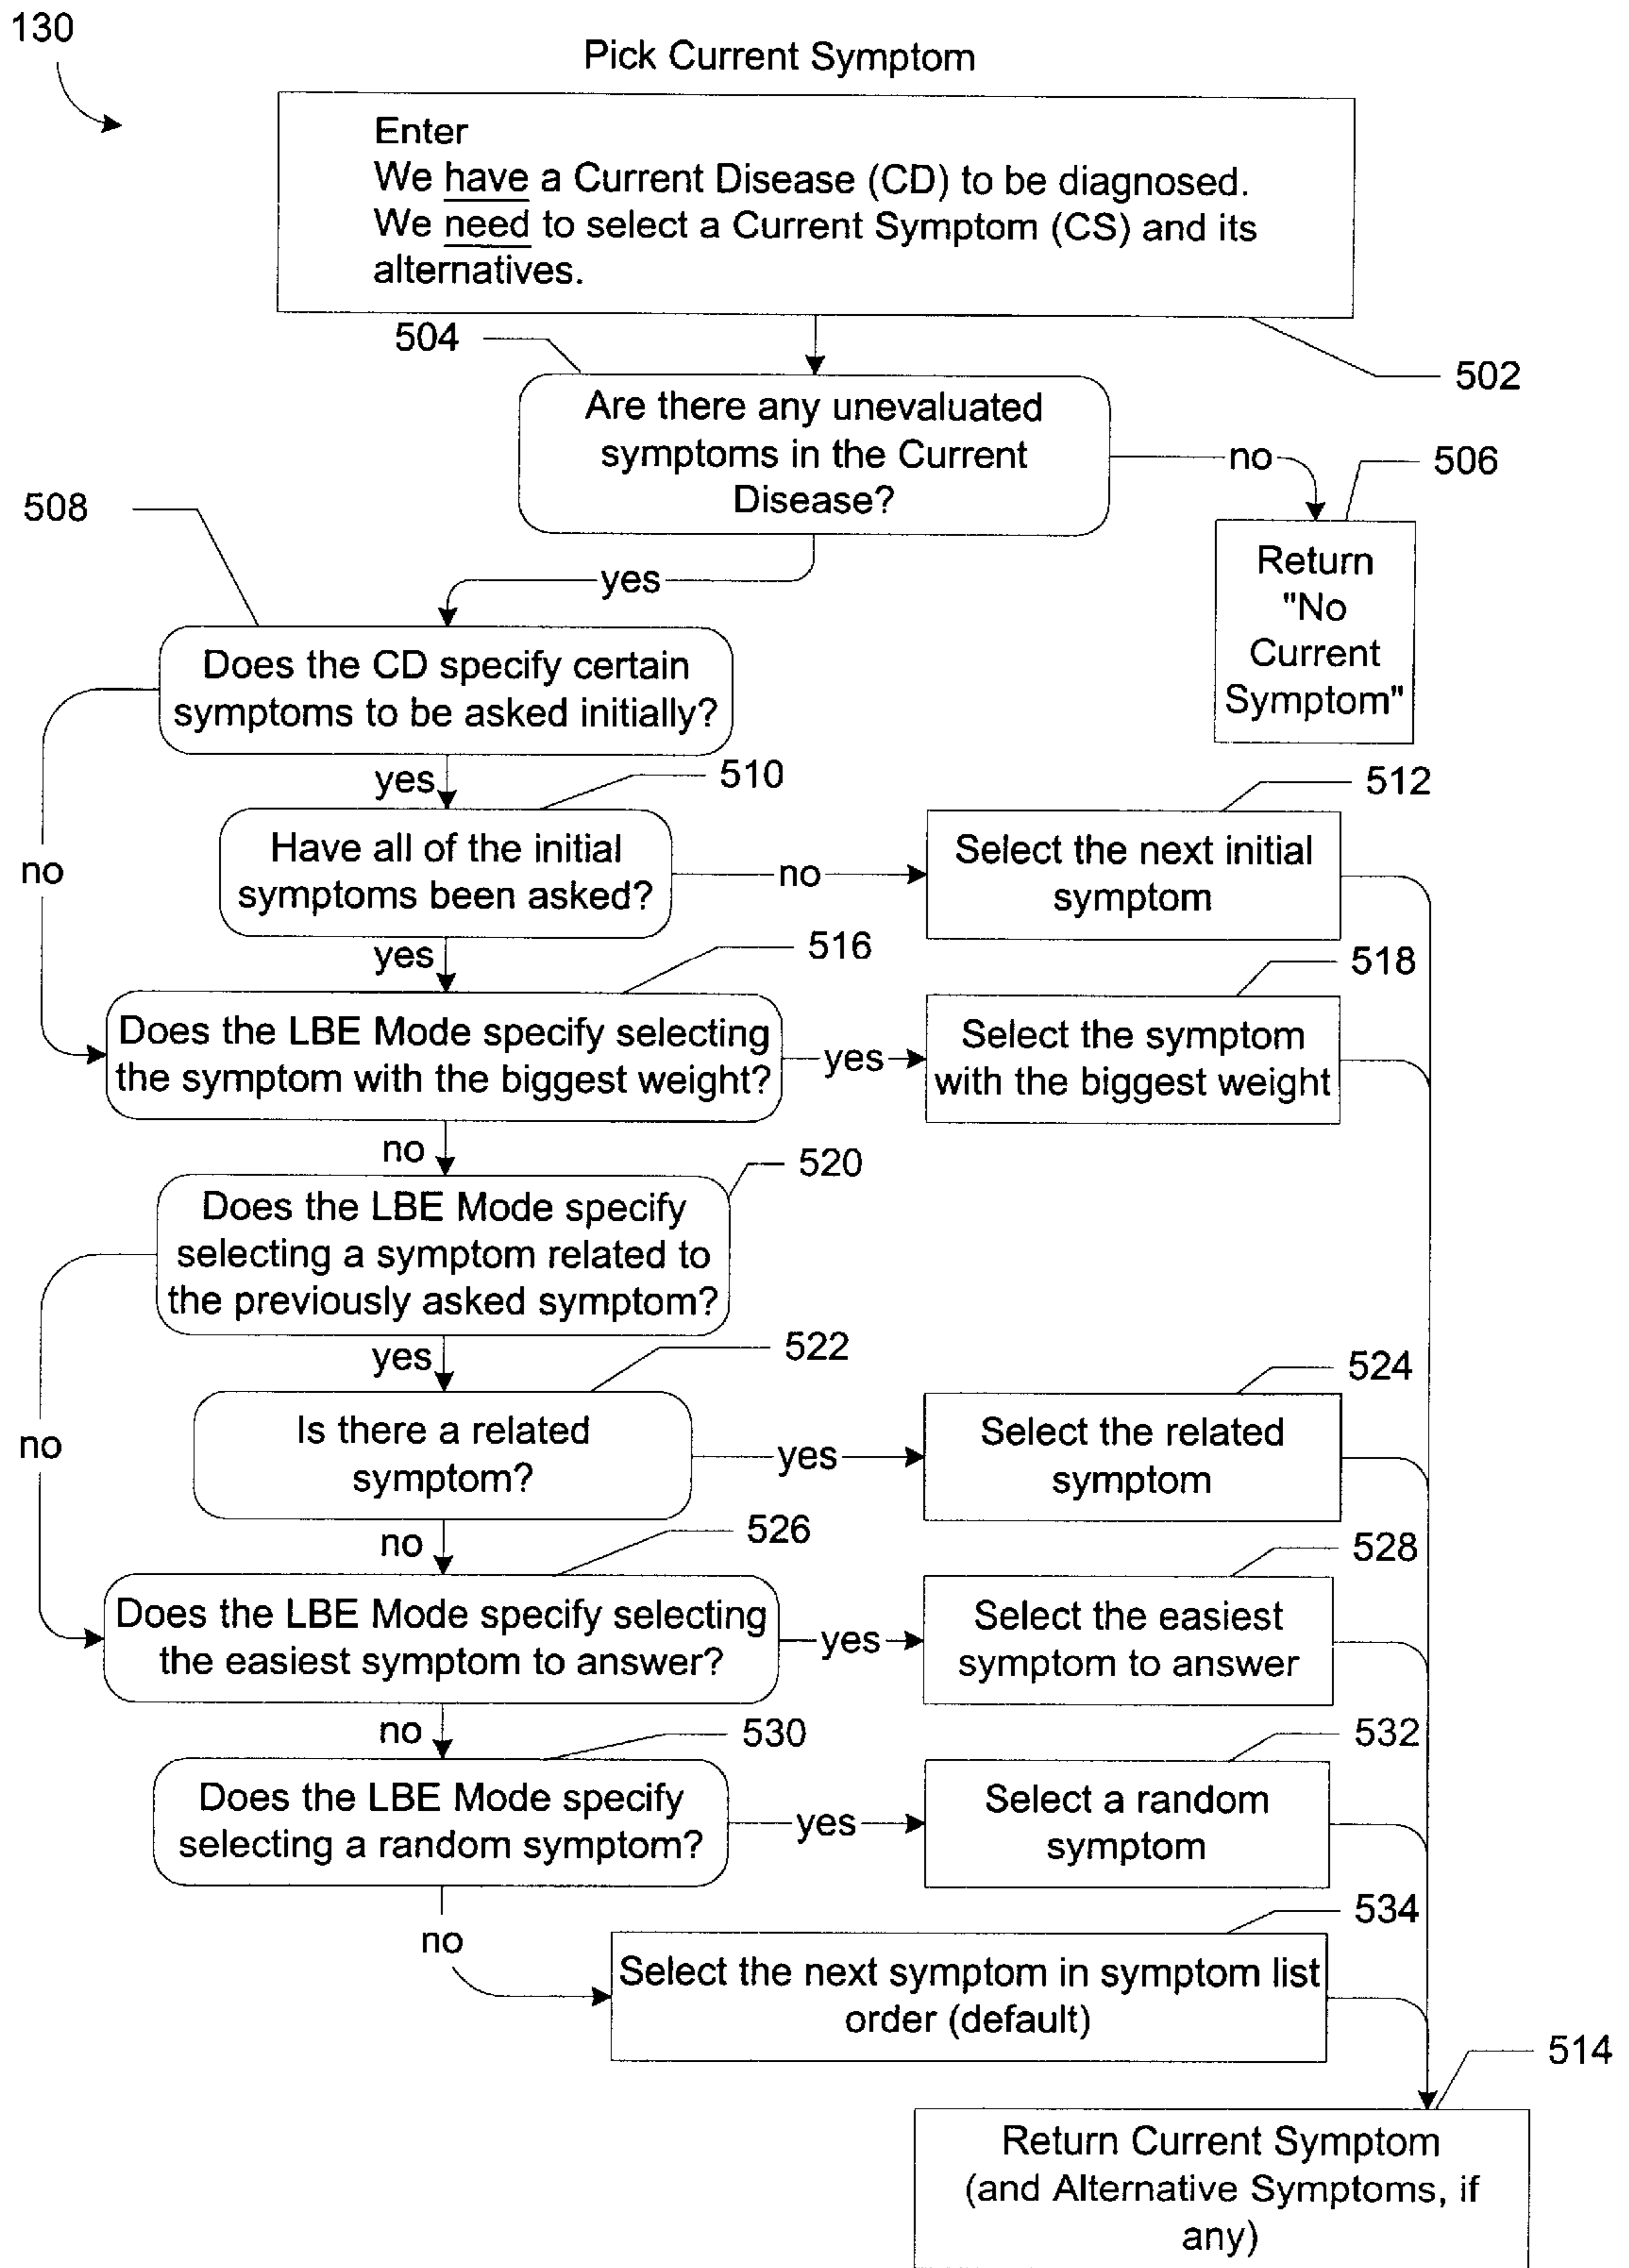 130
Pick Current Symptom
Enter
We have a Current Disease (CD) to be diagnosed.
We need to select a Current Symptom (CS) and its
alternatives.
504
502
Are there any unevaluated
symptoms in the Current
Disease?
no
506
Return
"No
Current
Symptom"
508
yes
Does the CD specify certain
symptoms to be asked initially?
no
yes
510
512
Have all of the initial
symptoms been asked?
no
Select the next initial
symptom
yes
516
518
Does the LBE Mode specify selecting
the symptom with the biggest weight?
yes
Select the symptom
with the biggest weight
no
520
Does the LBE Mode specify
selecting a symptom related to
the previously asked symptom?
no
yes
522
524
Is there a related
symptom?
yes
Select the related
symptom
no
526
528
Does the LBE Mode specify selecting
the easiest symptom to answer?
yes
Select the easiest
symptom to answer
no
530
532
Does the LBE Mode specify
selecting a random symptom?
yes
Select a random
symptom
no
534
Select the next symptom in symptom list
order (default)
514
Return Current Symptom
(and Alternative Symptoms, if
any)